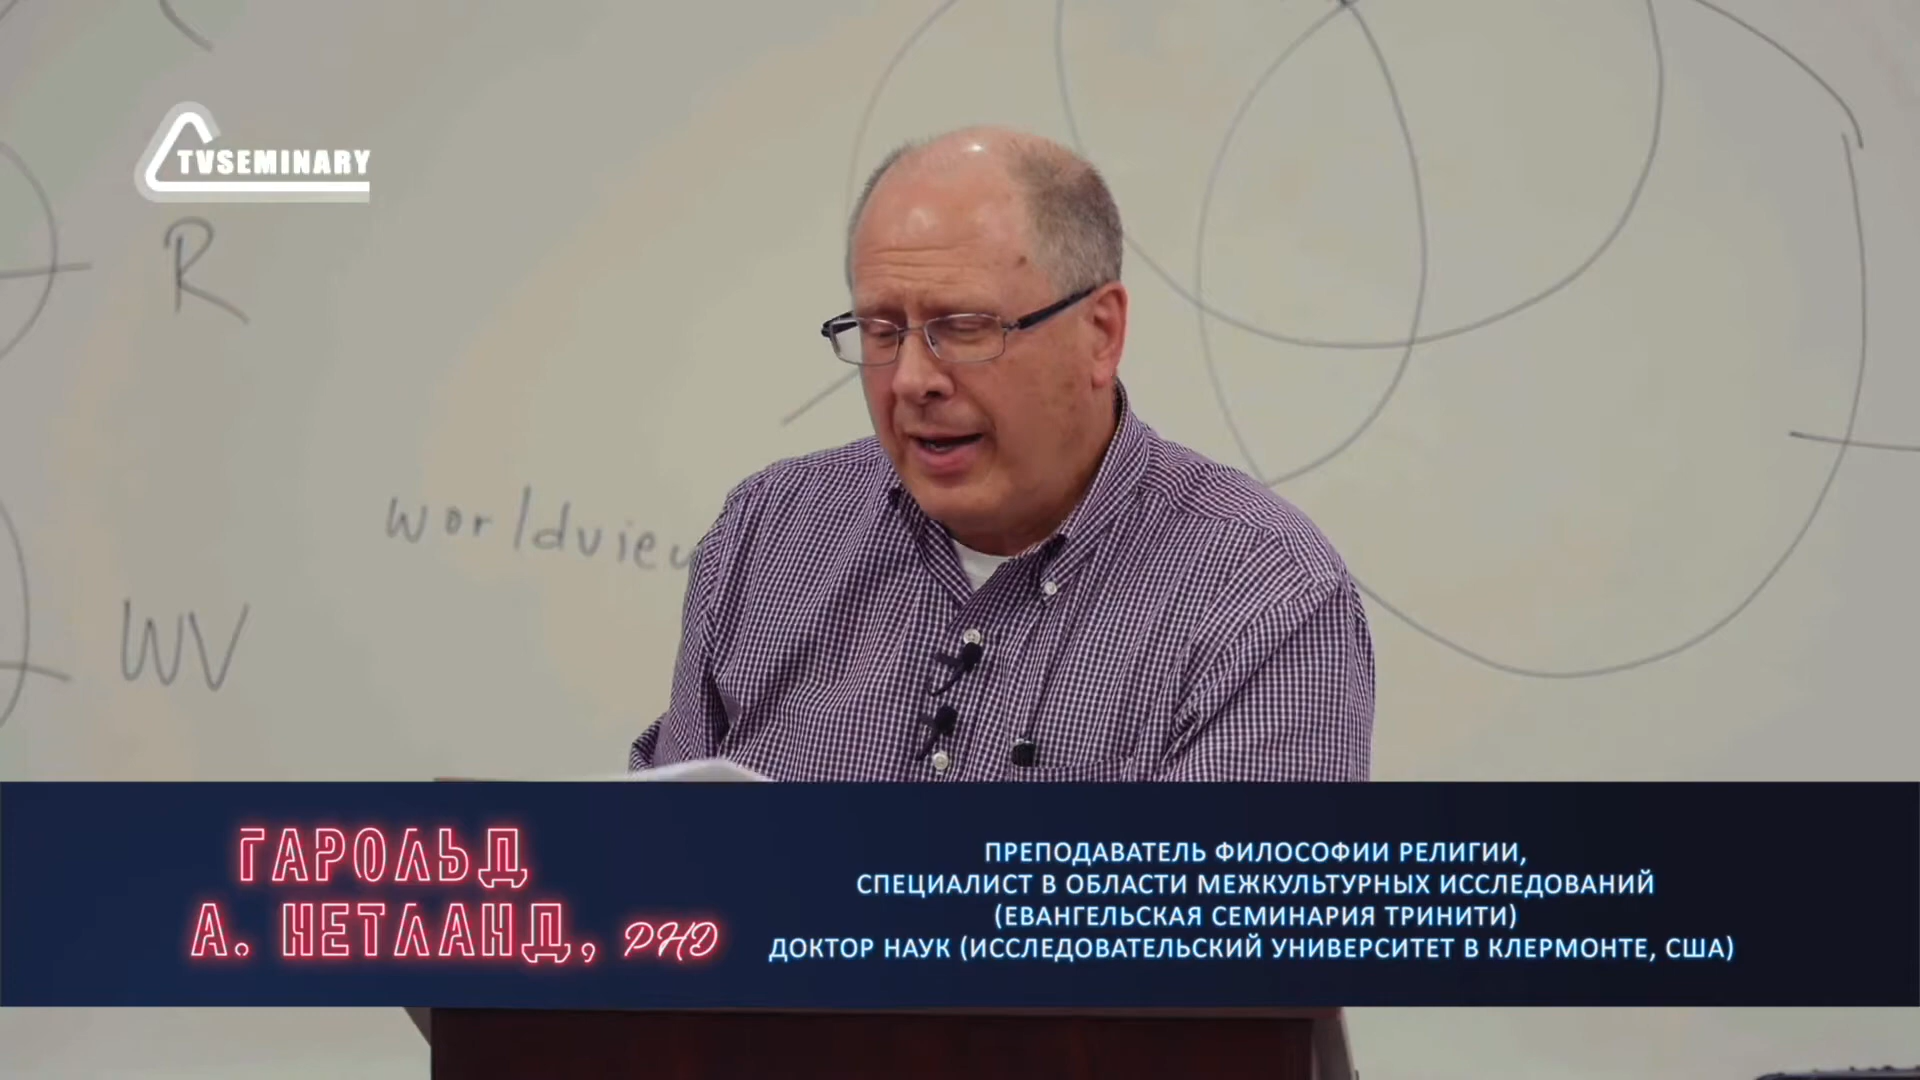 TVSEMINARY
R
worldview
WV
ГАРОЛЬД
А. НЕТЛАНД, PHD
ПРЕПОДАВАТЕЛЬ ФИЛОСОФИИ РЕЛИГИИ,
СПЕЦИАЛИСТ В ОБЛАСТИ МЕЖКУЛЬТУРНЫХ ИССЛЕДОВАНИЙ
(ЕВАНГЕЛЬСКАЯ СЕМИНАРИЯ ТРИНИТИ)
ДОКТОР НАУК (ИССЛЕДОВАТЕЛЬСКИЙ УНИВЕРСИТЕТ В КЛЕРМОНТЕ, США)